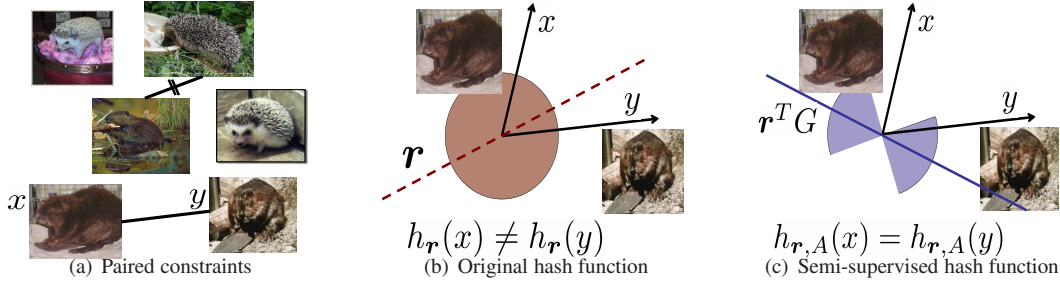 x
y
(a) Paired constraints
x
y
r
h_r(x) ≠ h_r(y)
(b) Original hash function
x
y
r^T G
h_{r,A}(x) = h_{r,A}(y)
(c) Semi-supervised hash function